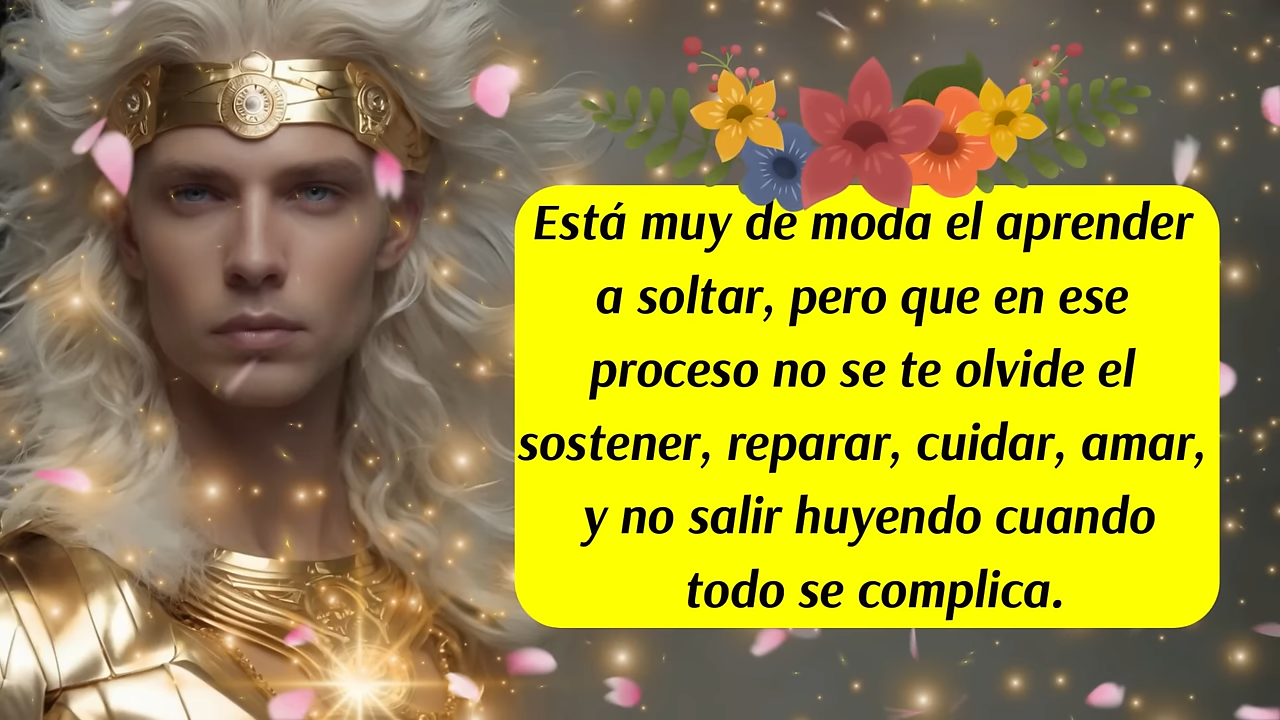 Está muy de moda el aprender
a soltar, pero que en ese
proceso no se te olvide el
sostener, reparar, cuidar, amar,
y no salir huyendo cuando
todo se complica.